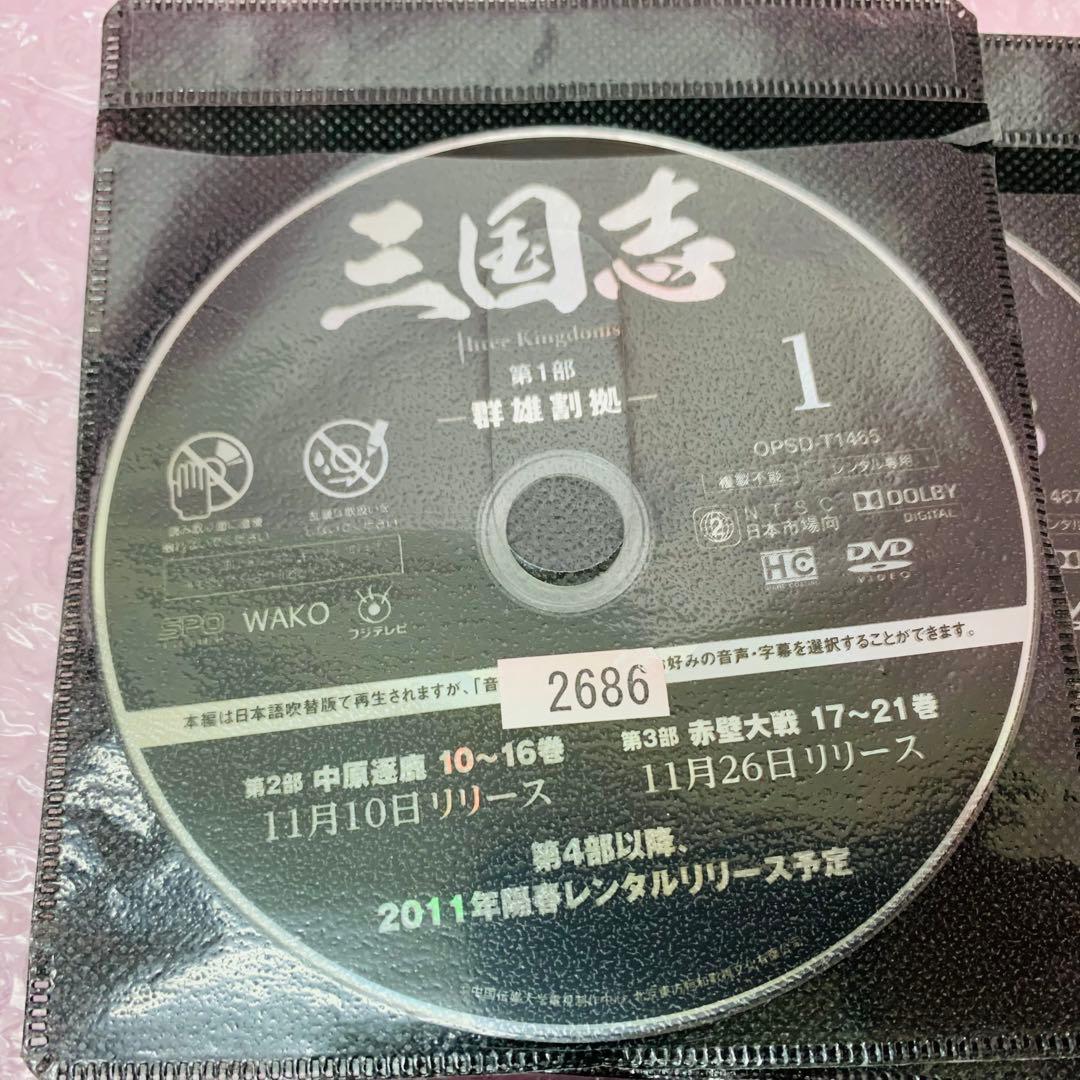 三国志
Three Kingdoms
第1部
群雄割拠
1
OPSD-T1465
複製不能 レンタル専用
2 NTSC 日本市場向
DOLBY DIGITAL
HC
HARD COATING
DVD VIDEO
SPO WAKO フジテレビ
本編は日本語吹替版で再生されますが、「音
好みの音声・字幕を選択することができます。
2686
第2部 中原逐鹿 10〜16巻
11月10日リリース
第3部 赤壁大戦 17〜21巻
11月26日リリース
第4部以降、
2011年陽春レンタルリリース予定
467